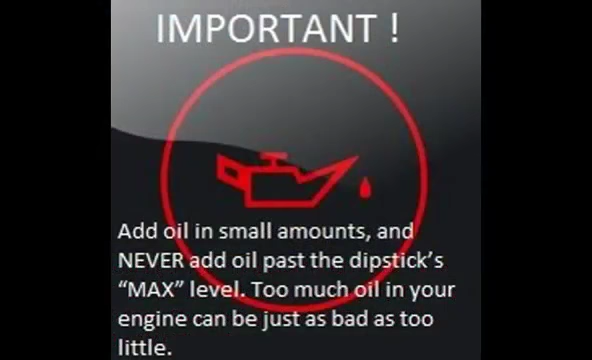 IMPORTANT !
Add oil in small amounts, and
NEVER add oil past the dipstick’s
“MAX” level. Too much oil in your
engine can be just as bad as too
little.